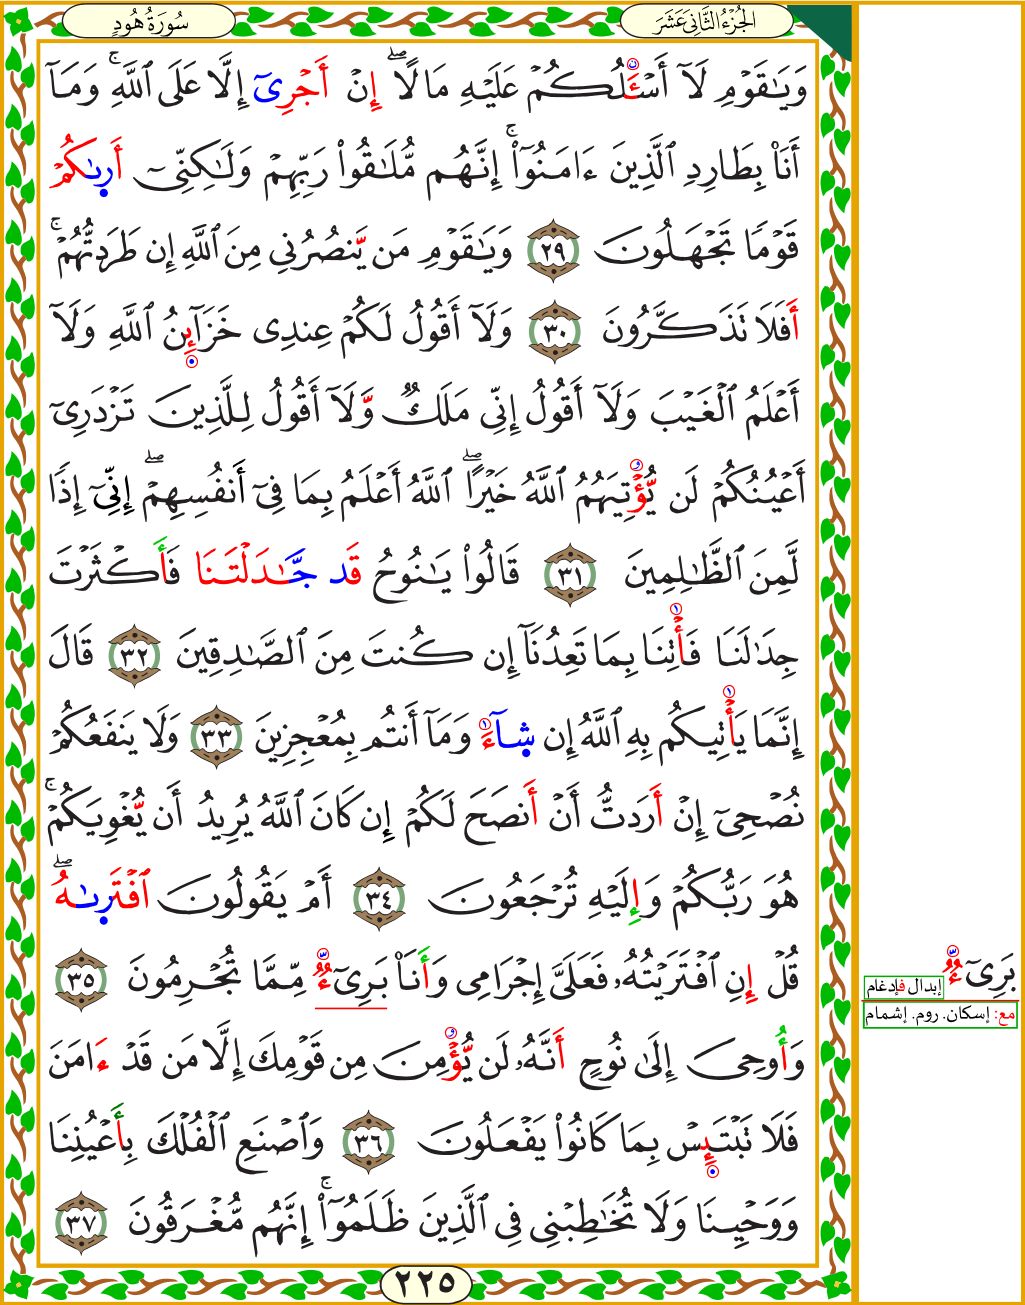 الجُزْءُ الثَّانِىَ عَشَرَ
سُورَةُ هُودٍ
وَيَٰقَوْمِ لَآ أَسْـَٔلُكُمْ عَلَيْهِ مَالًا ۖ إِنْ أَجْرِىٓ إِلَّا عَلَى ٱللَّهِ ۚ وَمَآ
أَنَا۠ بِطَارِدِ ٱلَّذِينَ ءَامَنُوٓا۟ ۚ إِنَّهُم مُّلَٰقُوا۟ رَبِّهِمْ وَلَٰكِنِّىٓ أَرِىٰكُمْ
قَوْمًا تَجْهَلُونَ ٢٩ وَيَٰقَوْمِ مَن يَّنصُرُنِى مِنَ ٱللَّهِ إِن طَرَدتُّهُمْ ۚ
أَفَلَا تَذَكَّرُونَ ٣٠ وَلَآ أَقُولُ لَكُمْ عِندِى خَزَآئِنُ ٱللَّهِ وَلَآ
أَعْلَمُ ٱلْغَيْبَ وَلَآ أَقُولُ إِنِّى مَلَكٌ وَّلَآ أَقُولُ لِلَّذِينَ تَزْدَرِىٓ
أَعْيُنُكُمْ لَن يُّؤْتِيَهُمُ ٱللَّهُ خَيْرًا ۖ ٱللَّهُ أَعْلَمُ بِمَا فِىٓ أَنفُسِهِمْ ۖ إِنِّىٓ إِذًا
لَّمِنَ ٱلظَّٰلِمِينَ ٣١ قَالُوا۟ يَٰنُوحُ قَد جَّٰدَلْتَنَا فَأَكْثَرْتَ
جِدَٰلَنَا فَأْتِنَا بِمَا تَعِدُنَآ إِن كُنتَ مِنَ ٱلصَّٰدِقِينَ ٣٢ قَالَ
إِنَّمَا يَأْتِيكُم بِهِ ٱللَّهُ إِن شِآءَ وَمَآ أَنتُم بِمُعْجِزِينَ ٣٣ وَلَا يَنفَعُكُمْ
نُصْحِىٓ إِنْ أَرَدتُّ أَنْ أَنصَحَ لَكُمْ إِن كَانَ ٱللَّهُ يُرِيدُ أَن يُّغْوِيَكُمْ ۚ
هُوَ رَبُّكُمْ وَإِلَيْهِ تُرْجَعُونَ ٣٤ أَمْ يَقُولُونَ ٱفْتَرِىٰهُ ۖ
قُلْ إِنِ ٱفْتَرَيْتُهُۥ فَعَلَىَّ إِجْرَامِى وَأَنَا۠ بَرِىٓءٌ مِّمَّا تُجْرِمُونَ ٣٥
وَأُوحِىَ إِلَىٰ نُوحٍ أَنَّهُۥ لَن يُّؤْمِنَ مِن قَوْمِكَ إِلَّا مَن قَدْ ءَامَنَ
فَلَا تَبْتَئِسْ بِمَا كَانُوا۟ يَفْعَلُونَ ٣٦ وَٱصْنَعِ ٱلْفُلْكَ بِأَعْيُنِنَا
وَوَحْيِنَا وَلَا تُخَٰطِبْنِى فِى ٱلَّذِينَ ظَلَمُوٓا۟ ۚ إِنَّهُم مُّغْرَقُونَ ٣٧
بَرِىٓءٌ
إبدال فإدغام
مع: إسكان. روم. إشمام
٢٢٥